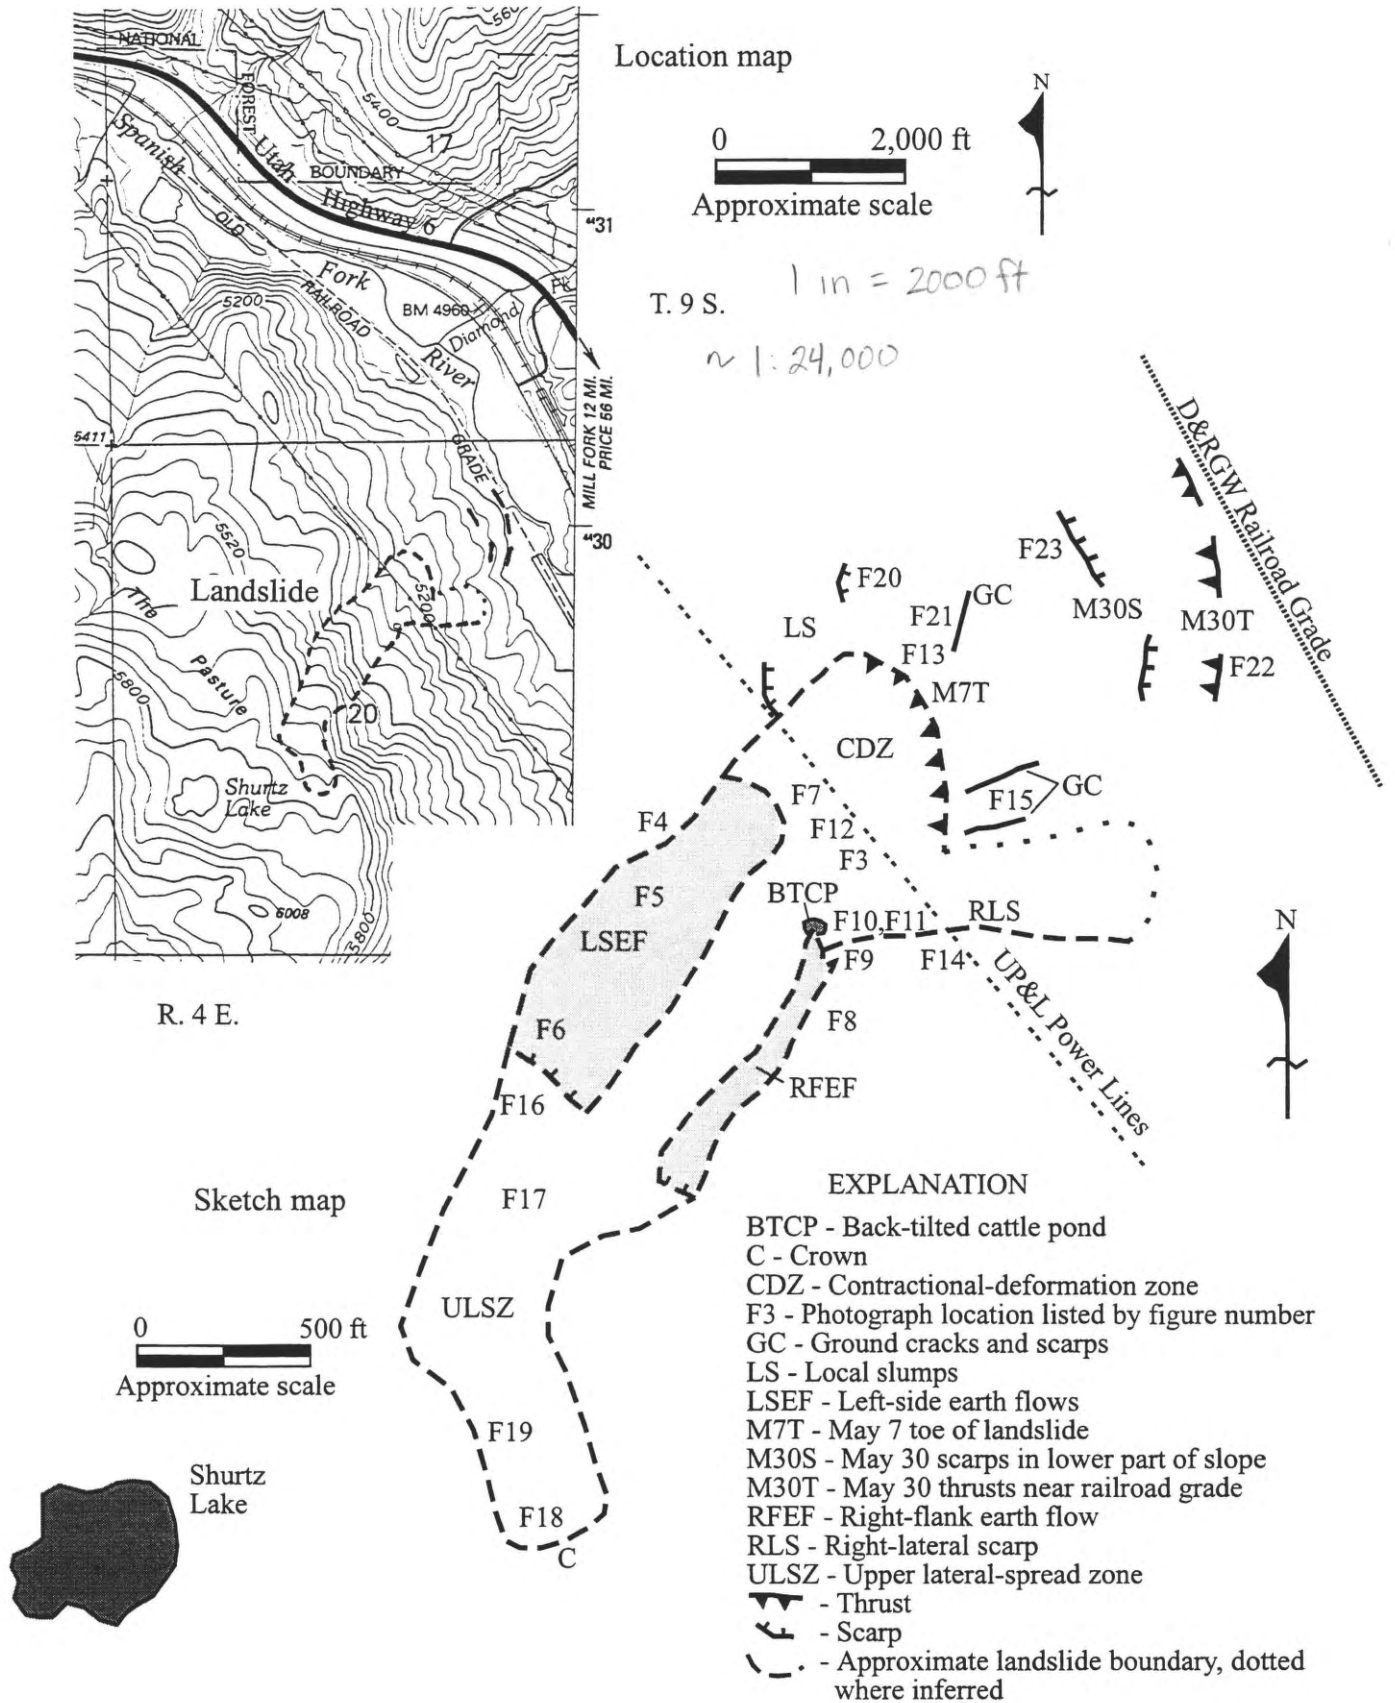 Location map
N
0 2,000 ft
Approximate scale
1 in = 2000 ft
T. 9 S.
~ 1:24,000
NATIONAL
FOREST
BOUNDARY
560
5400
17
Utah Highway 6
Spanish Fork River
OLD RAILROAD GRADE
5200
BM 4960
Diamond
Fk
4431
MILL FORK 12 MI.
PRICE 56 MI.
5411
4430
5520
Landslide
5200
The Pasture
5800
20
Shurtz
Lake
6008
5800
R. 4 E.
D&RGW Railroad Grade
F23
F20
GC
M30S
F21
LS
M30T
F13
F22
M7T
CDZ
F7
F15
GC
F4
F12
F3
F5
BTCP
F10,F11
RLS
LSEF
F9
F14
UP&L Power Lines
N
F6
F8
RFEF
F16
F17
Sketch map
ULSZ
0 500 ft
Approximate scale
F19
Shurtz
Lake
F18
C
EXPLANATION
BTCP - Back-tilted cattle pond
C - Crown
CDZ - Contractional-deformation zone
F3 - Photograph location listed by figure number
GC - Ground cracks and scarps
LS - Local slumps
LSEF - Left-side earth flows
M7T - May 7 toe of landslide
M30S - May 30 scarps in lower part of slope
M30T - May 30 thrusts near railroad grade
RFEF - Right-flank earth flow
RLS - Right-lateral scarp
ULSZ - Upper lateral-spread zone
- Thrust
- Scarp
- Approximate landslide boundary, dotted
where inferred